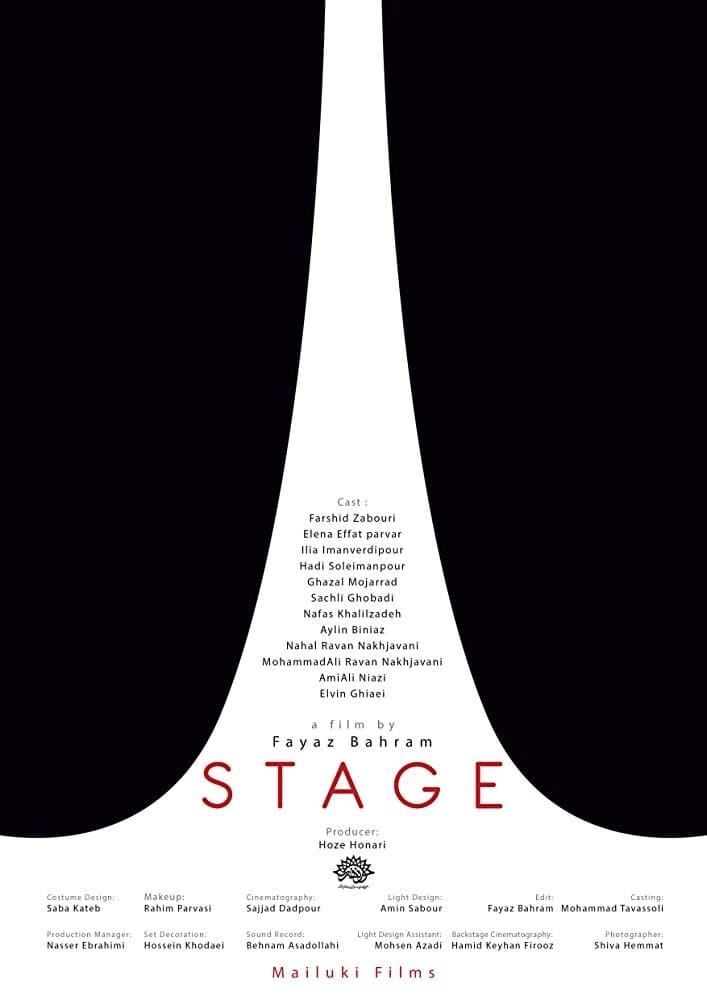 Cast :
Farshid Zabouri
Elena Effat parvar
Ilia Imanverdipour
Hadi Soleimanpour
Ghazal Mojarrad
Sachli Ghobadi
Nafas Khalilzadeh
Aylin Biniaz
Nahal Ravan Nakhjavani
MohammadAli Ravan Nakhjavani
AmiAli Niazi
Elvin Ghiaei
a film by
Fayaz Bahram
STAGE
Producer:
Hoze Honari
Costume Design: Makeup: Cinematography: Light Design: Edit: Casting:
Saba Kateb Rahim Parvasi Sajjad Dadpour Amin Sabour Fayaz Bahram Mohammad Tavassoli
Production Manager: Set Decoration: Sound Record: Light Design Assistant: Backstage Cinematography: Photographer:
Nasser Ebrahimi Hossein Khodaei Behnam Asadollahi Mohsen Azadi Hamid Keyhan Firooz Shiva Hemmat
Mailuki Films